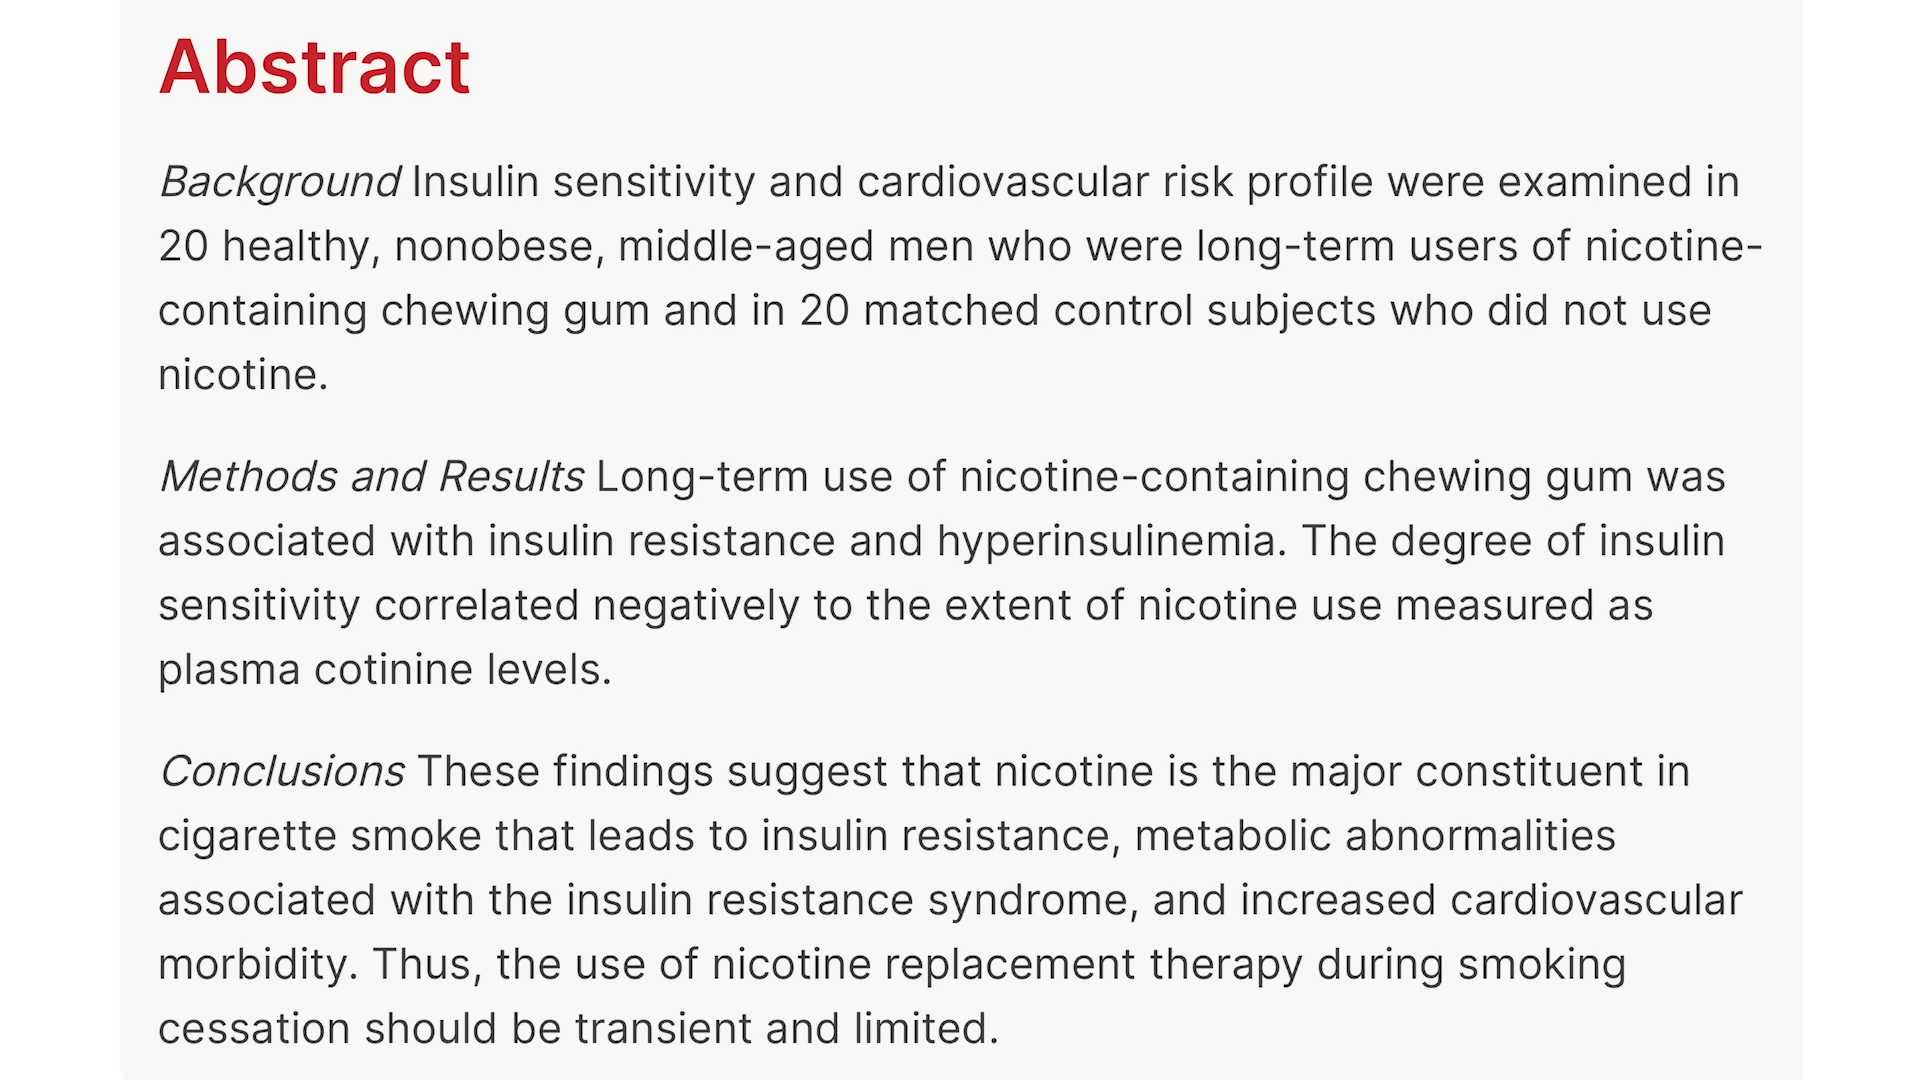 Abstract
Background Insulin sensitivity and cardiovascular risk profile were examined in
20 healthy, nonobese, middle-aged men who were long-term users of nicotine-
containing chewing gum and in 20 matched control subjects who did not use
nicotine.
Methods and Results Long-term use of nicotine-containing chewing gum was
associated with insulin resistance and hyperinsulinemia. The degree of insulin
sensitivity correlated negatively to the extent of nicotine use measured as
plasma cotinine levels.
Conclusions These findings suggest that nicotine is the major constituent in
cigarette smoke that leads to insulin resistance, metabolic abnormalities
associated with the insulin resistance syndrome, and increased cardiovascular
morbidity. Thus, the use of nicotine replacement therapy during smoking
cessation should be transient and limited.